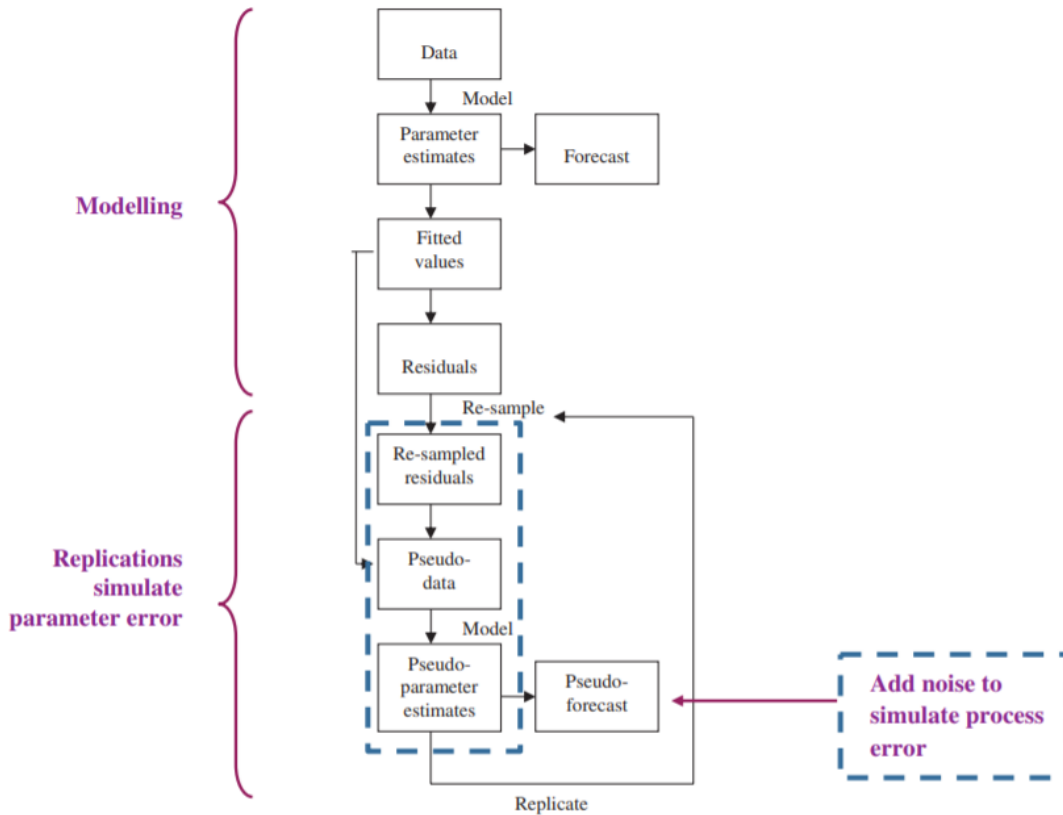 Data
Model
Parameter
estimates
Forecast
Modelling
Fitted
values
Residuals
Re-sample
Re-sampled
residuals
Replications
simulate
parameter error
Pseudo-
data
Model
Pseudo-
parameter
estimates
Pseudo-
forecast
Add noise to
simulate process
error
Replicate